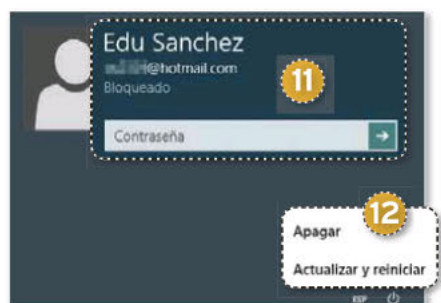 Edu Sanchez
@hotmail.com
Bloqueado
11
Contraseña
12
Apagar
Actualizar y reiniciar
ESP